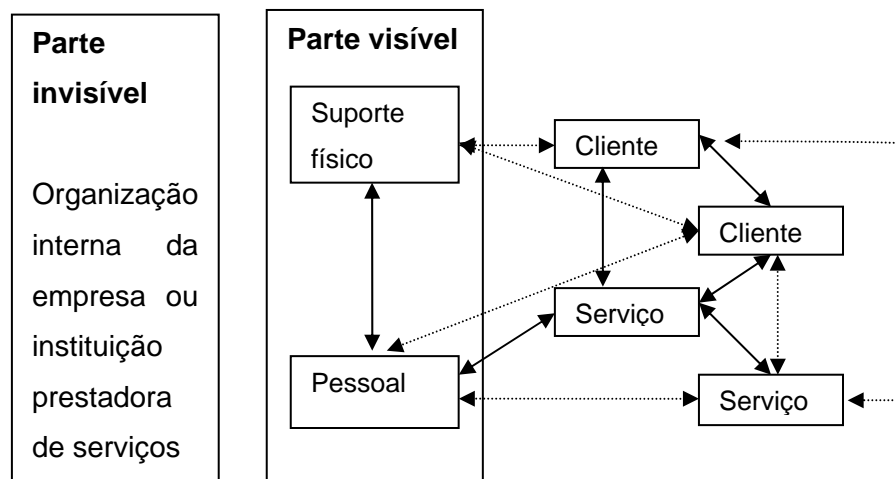 Parte
invisível
Organização
interna da
empresa ou
instituição
prestadora
de serviços
Parte visível
Suporte
físico
Pessoal
Cliente
Cliente
Serviço
Serviço